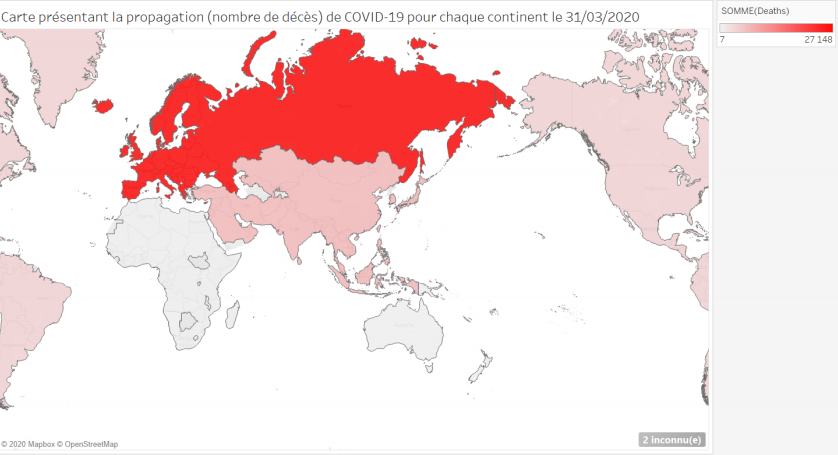 Carte présentant la propagation (nombre de décès) de COVID-19 pour chaque continent le 31/03/2020
SOMME(Deaths)
7 27 148
2 inconnu(e)
© 2020 Mapbox © OpenStreetMap